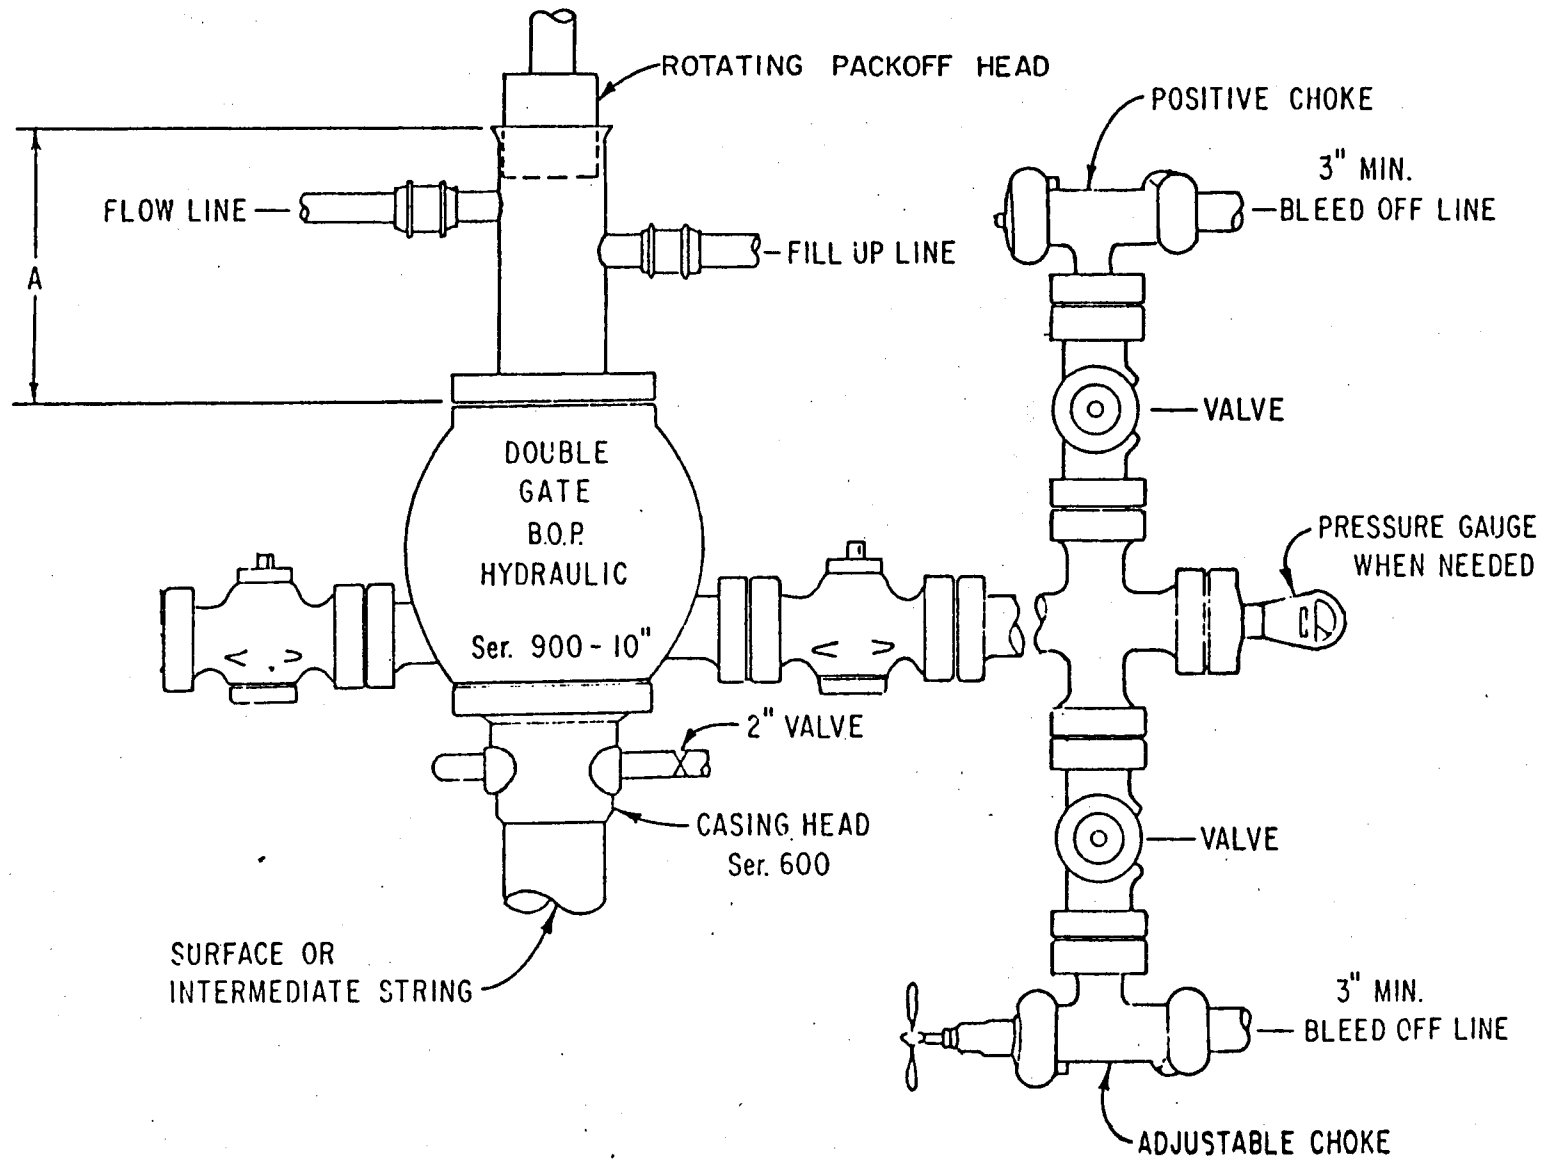 ROTATING PACKOFF HEAD
POSITIVE CHOKE
3" MIN.
BLEED OFF LINE
FLOW LINE
FILL UP LINE
A
VALVE
DOUBLE
GATE
B.O.P.
HYDRAULIC
Ser. 900 - 10"
PRESSURE GAUGE
WHEN NEEDED
2" VALVE
CASING HEAD
Ser. 600
VALVE
SURFACE OR
INTERMEDIATE STRING
3" MIN.
BLEED OFF LINE
ADJUSTABLE CHOKE